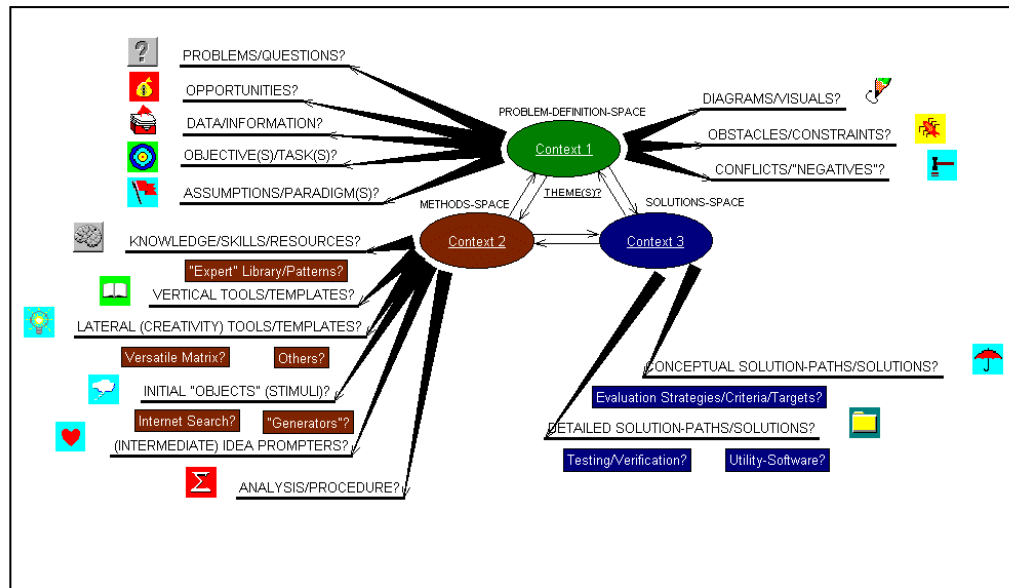 PROBLEMS/QUESTIONS?
OPPORTUNITIES?
DATA/INFORMATION?
OBJECTIVE(S)/TASK(S)?
ASSUMPTIONS/PARADIGM(S)?
PROBLEM-DEFINITION-SPACE
Context 1
DIAGRAMS/VISUALS?
OBSTACLES/CONSTRAINTS?
CONFLICTS/"NEGATIVES"?
THEME(S)?
METHODS-SPACE
Context 2
SOLUTIONS-SPACE
Context 3
KNOWLEDGE/SKILLS/RESOURCES?
"Expert" Library/Patterns?
VERTICAL TOOLS/TEMPLATES?
LATERAL (CREATIVITY) TOOLS/TEMPLATES?
Versatile Matrix?
Others?
INITIAL "OBJECTS" (STIMULI)?
Internet Search?
"Generators"?
(INTERMEDIATE) IDEA PROMPTERS?
ANALYSIS/PROCEDURE?
CONCEPTUAL SOLUTION-PATHS/SOLUTIONS?
Evaluation Strategies/Criteria/Targets?
DETAILED SOLUTION-PATHS/SOLUTIONS?
Testing/Verification?
Utility-Software?